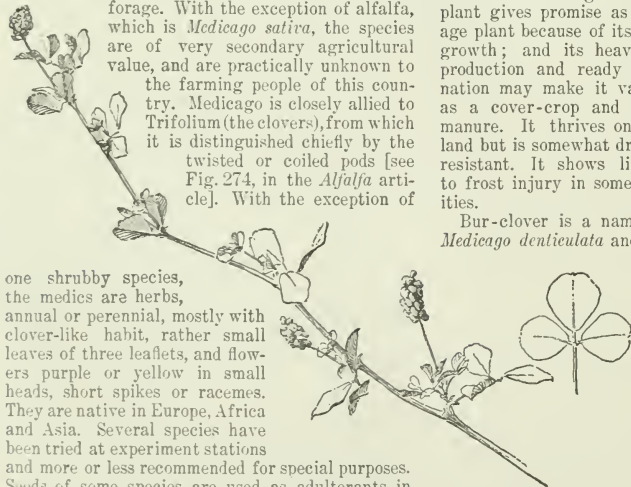 forage. With the exception of alfalfa,
which is Medicago sativa, the species
are of very secondary agricultural
value, and are practically unknown to
the farming people of this coun-
try. Medicago is closely allied to
Trifolium (the clovers), from which
it is distinguished chiefly by the
twisted or coiled pods [see
Fig. 274, in the Alfalfa arti-
cle]. With the exception of
one shrubby species,
the medics are herbs,
annual or perennial, mostly with
clover-like habit, rather small
leaves of three leaflets, and flow-
ers purple or yellow in small
heads, short spikes or racemes.
They are native in Europe, Africa
and Asia. Several species have
been tried at experiment stations
and more or less recommended for special purposes.
Seeds of some species are used as adulterants in
plant gives promise as
age plant because of its
growth; and its heav
production and ready
nation may make it va
as a cover-crop and
manure. It thrives on
land but is somewhat dr
resistant. It shows li
to frost injury in some
ities.
Bur-clover is a nam
Medicago denticulata an